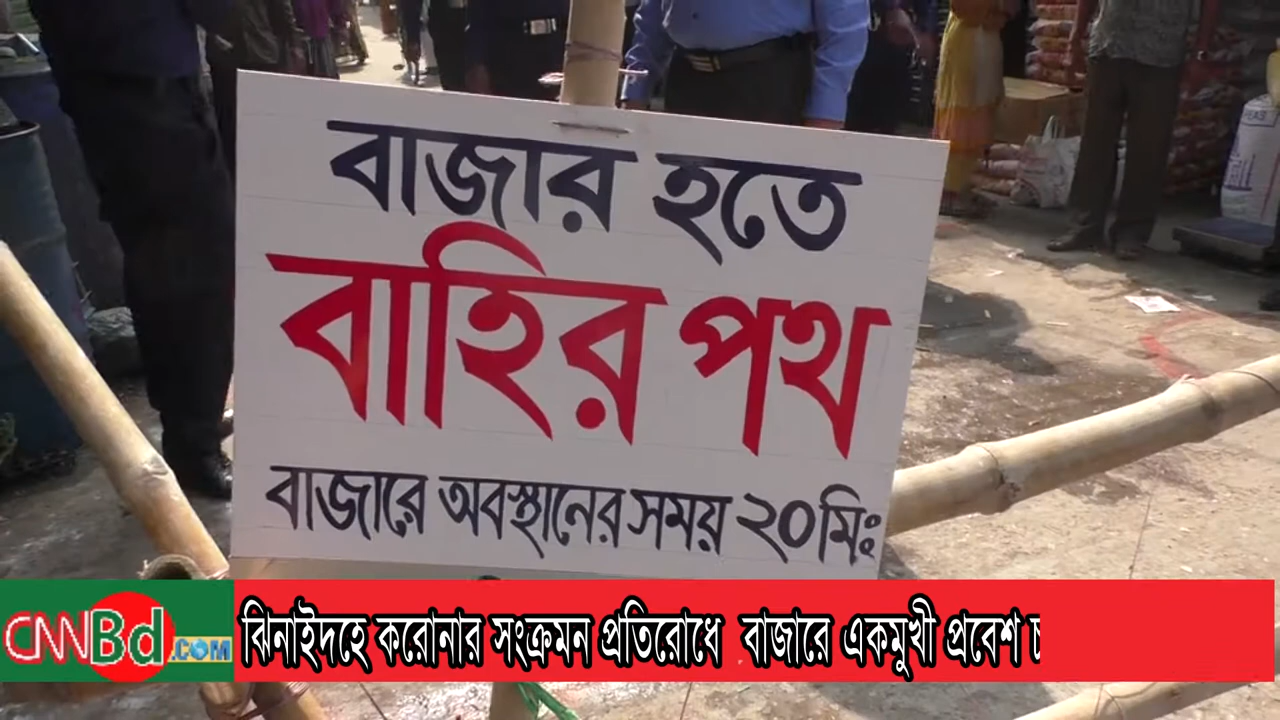 বাজার হতে
বাহির পথ
বাজারে অবস্থানের সময় ২০মিঃ
CNNBd.COM
ঝিনাইদহে করোনার সংক্রমন প্রতিরোধে বাজারে একমুখী প্রবেশ